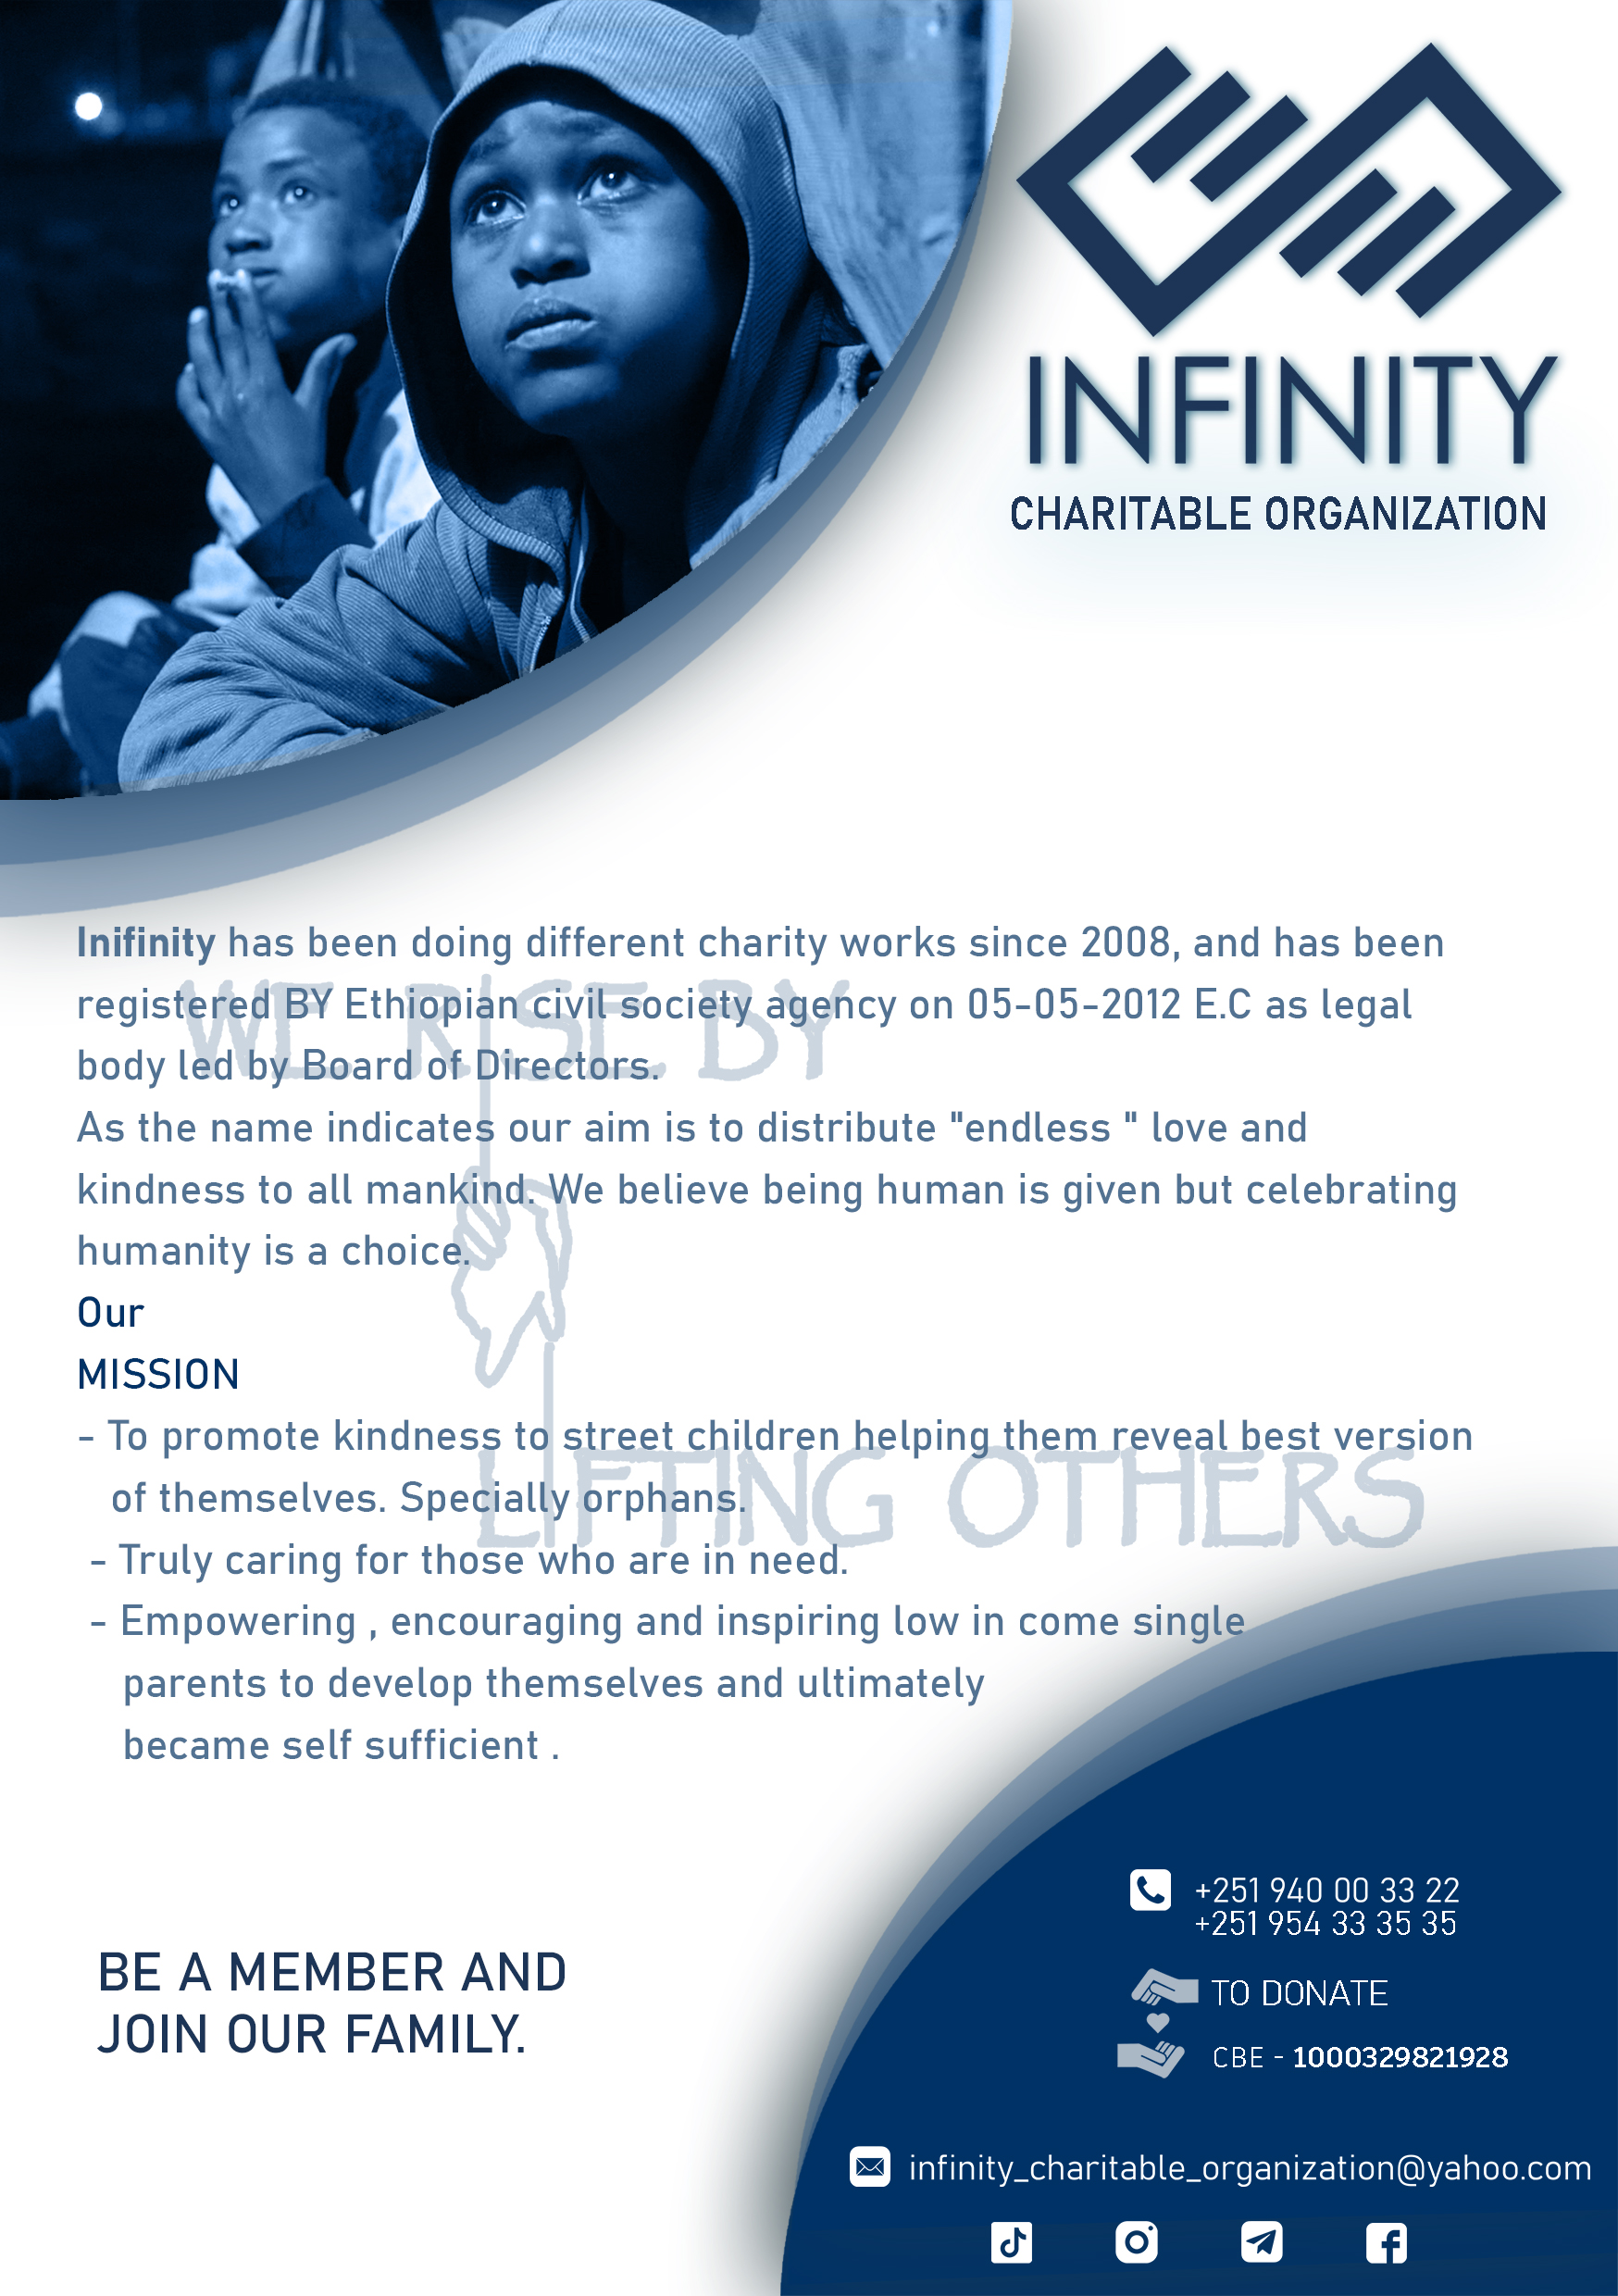 INFINITY
CHARITABLE ORGANIZATION
Inifinity has been doing different charity works since 2008, and has been
registered BY Ethiopian civil society agency on 05-05-2012 E.C as legal
body led by Board of Directors.
As the name indicates our aim is to distribute "endless " love and
kindness to all mankind. We believe being human is given but celebrating
humanity is a choice.
Our
MISSION
- To promote kindness to street children helping them reveal best version
of themselves. Specially orphans.
- Truly caring for those who are in need.
- Empowering , encouraging and inspiring low in come single
parents to develop themselves and ultimately
became self sufficient .
WE RISE BY
LIFTING OTHERS
BE A MEMBER AND
JOIN OUR FAMILY.
+251 940 00 33 22
+251 954 33 35 35
TO DONATE
CBE - 1000329821928
infinity_charitable_organization@yahoo.com